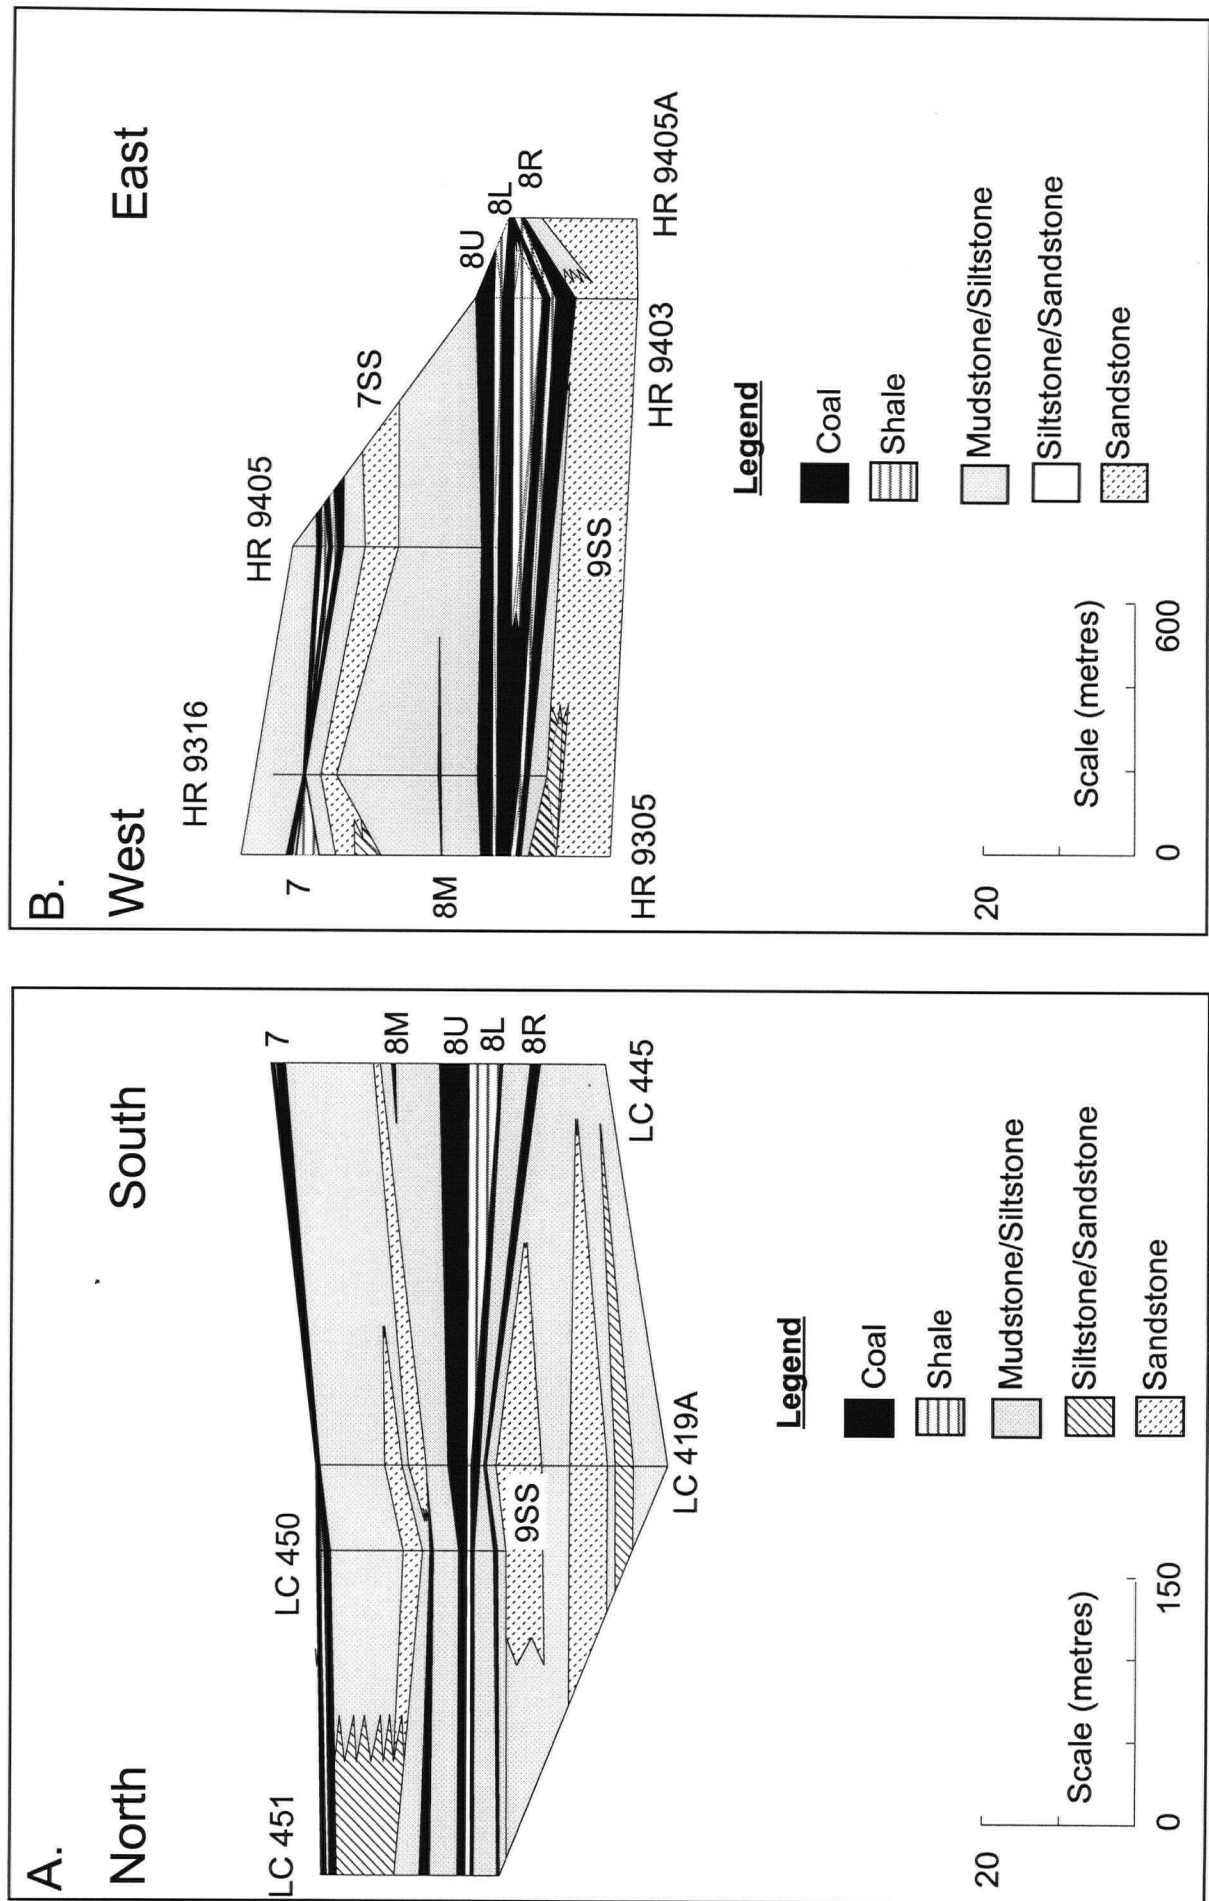 A.
North
South
LC 451
LC 450
7
8M
8U
8L
8R
9SS
LC 445
LC 419A
Legend
Coal
Shale
Mudstone/Siltstone
Siltstone/Sandstone
Sandstone
20
Scale (metres)
0
150
B.
West
East
HR 9316
HR 9405
7
7SS
8M
8U
8L
8R
9SS
HR 9305
HR 9403
HR 9405A
Legend
Coal
Shale
Mudstone/Siltstone
Siltstone/Sandstone
Sandstone
20
Scale (metres)
0
600